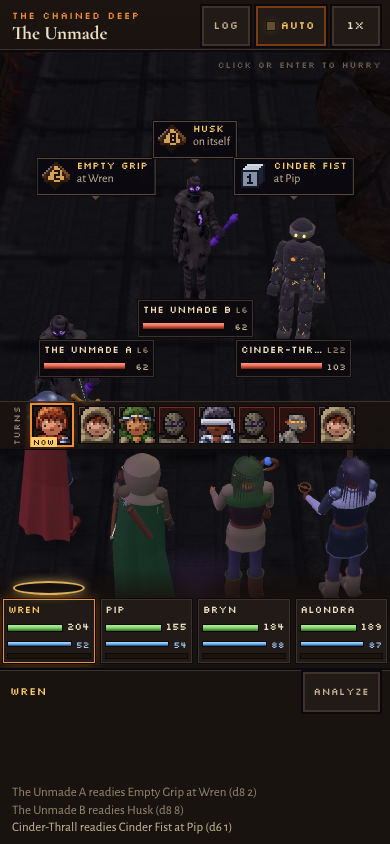 THE CHAINED DEEP
The Unmade
LOG
AUTO
1X
CLICK OR ENTER TO HURRY
8
HUSK
on itself
2
EMPTY GRIP
at Wren
1
CINDER FIST
at Pip
THE UNMADE B L6
62
THE UNMADE A L6
62
CINDER-THR... L22
103
TURNS
NOW
WREN
204
52
PIP
155
54
BRYN
184
88
ALONDRA
189
87
WREN
ANALYZE
The Unmade A readies Empty Grip at Wren (d8 2)
The Unmade B readies Husk (d8 8)
Cinder-Thrall readies Cinder Fist at Pip (d6 1)